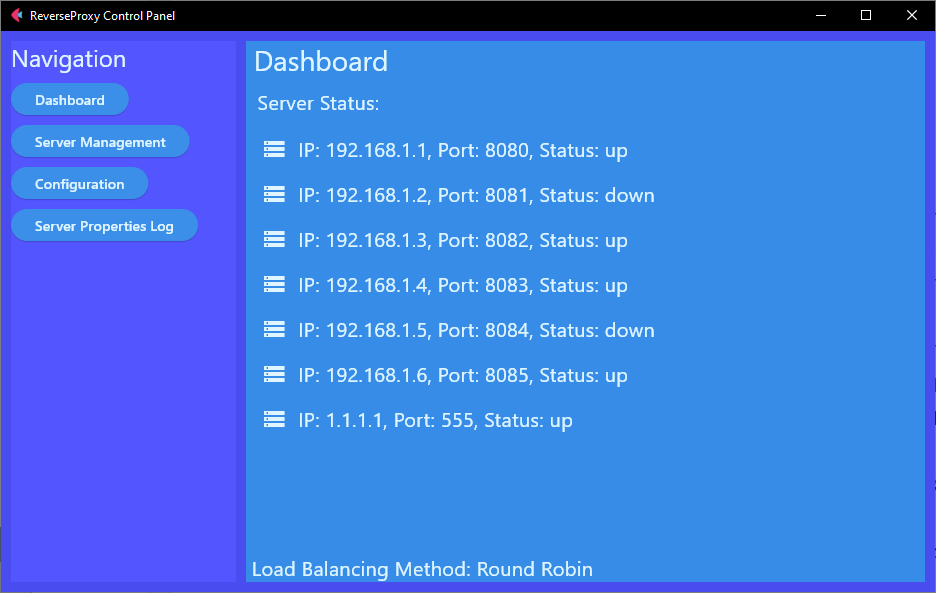 ReverseProxy Control Panel
Navigation
Dashboard
Server Management
Configuration
Server Properties Log
Dashboard
Server Status:
IP: 192.168.1.1, Port: 8080, Status: up
IP: 192.168.1.2, Port: 8081, Status: down
IP: 192.168.1.3, Port: 8082, Status: up
IP: 192.168.1.4, Port: 8083, Status: up
IP: 192.168.1.5, Port: 8084, Status: down
IP: 192.168.1.6, Port: 8085, Status: up
IP: 1.1.1.1, Port: 555, Status: up
Load Balancing Method: Round Robin